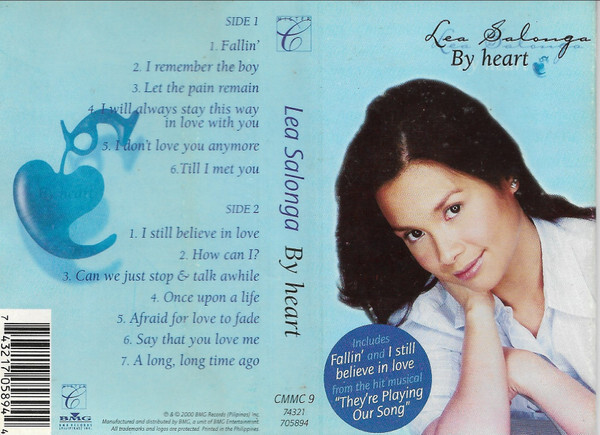 SIDE 1
1. Fallin'
2. I remember the boy
3. Let the pain remain
4. I will always stay this way
in love with you
5. I don't love you anymore
6.Till I met you
SIDE 2
1. I still believe in love
2. How can I?
3. Can we just stop & talk awhile
4. Once upon a life
5. Afraid for love to fade
6. Say that you love me
7. A long, long time ago
7 43217 05894 4
BMG
℗ & © 2000 BMG Records (Pilipinas) Inc.
Manufactured and distributed by BMG, a unit of BMG Entertainment
All trademarks and logos are protected. Printed in the Philippines
C
Lea Salonga By heart
CMMC 9
74321
705894
Lea Salonga
Lea Salonga
By heart
Includes
Fallin' and I still
believe in love
from the hit musical
"They're Playing
Our Song"